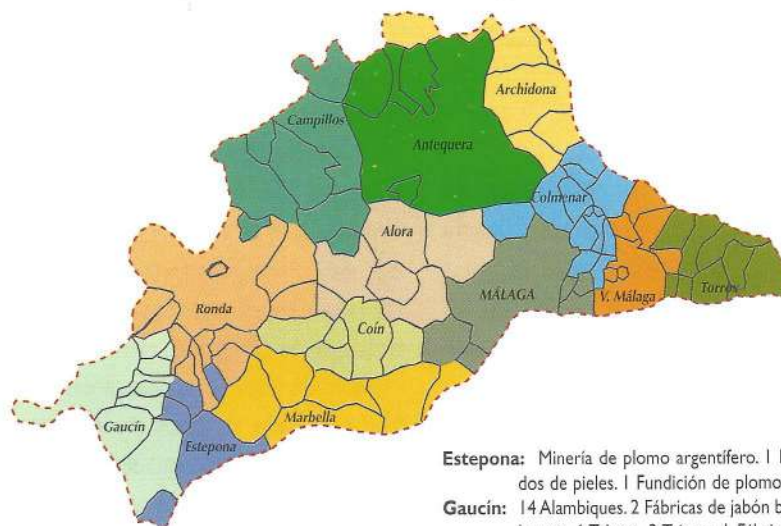 Archidona
Campillos
Antequera
Colmenar
Alora
Ronda
MÁLAGA
V. Málaga
Torrox
Coín
Marbella
Gaucín
Estepona
Estepona: Minería de plomo argentífero. 1
dos de pieles. 1 Fundición de plomo
Gaucín: 14 Alambiques. 2 Fábricas de jabón